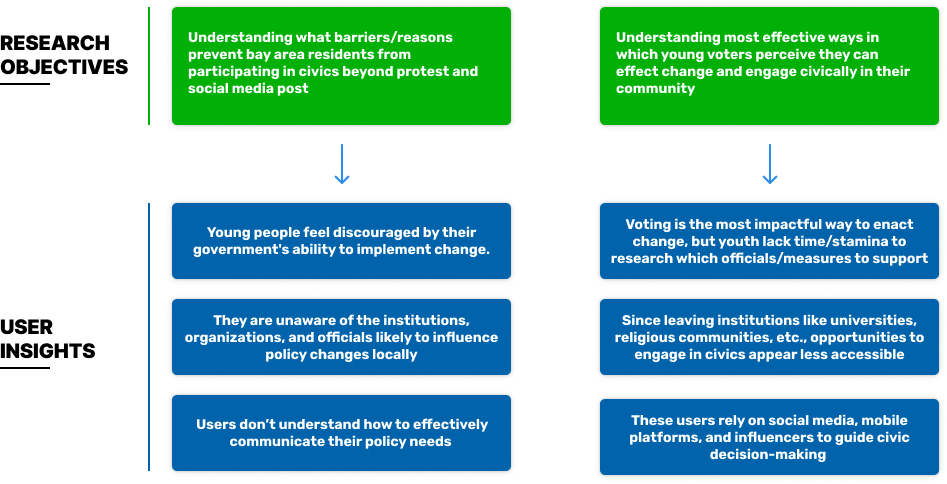 RESEARCH
OBJECTIVES
Understanding what barriers/reasons
prevent bay area residents from
participating in civics beyond protest and
social media post
Understanding most effective ways in
which young voters perceive they can
effect change and engage civically in their
community
USER
INSIGHTS
Young people feel discouraged by their
government's ability to implement change.
They are unaware of the institutions,
organizations, and officials likely to influence
policy changes locally
Users don’t understand how to effectively
communicate their policy needs
Voting is the most impactful way to enact
change, but youth lack time/stamina to
research which officials/measures to support
Since leaving institutions like universities,
religious communities, etc., opportunities to
engage in civics appear less accessible
These users rely on social media, mobile
platforms, and influencers to guide civic
decision-making